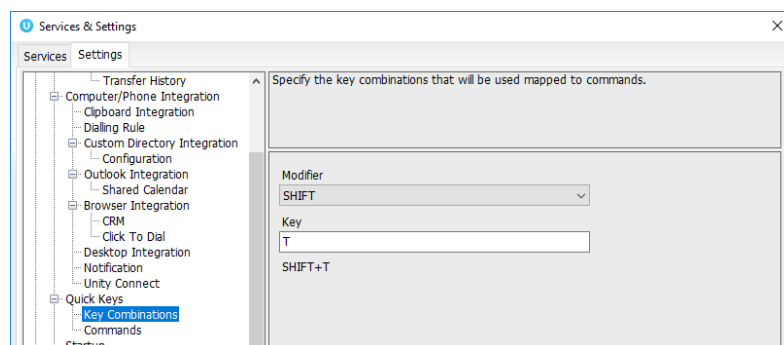 Services & Settings
Services Settings
Transfer History
Computer/Phone Integration
Clipboard Integration
Dialling Rule
Custom Directory Integration
Configuration
Outlook Integration
Shared Calendar
Browser Integration
CRM
Click To Dial
Desktop Integration
Notification
Unity Connect
Quick Keys
Key Combinations
Commands
Startup
Specify the key combinations that will be used mapped to commands.
Modifier
SHIFT
Key
T
SHIFT+T